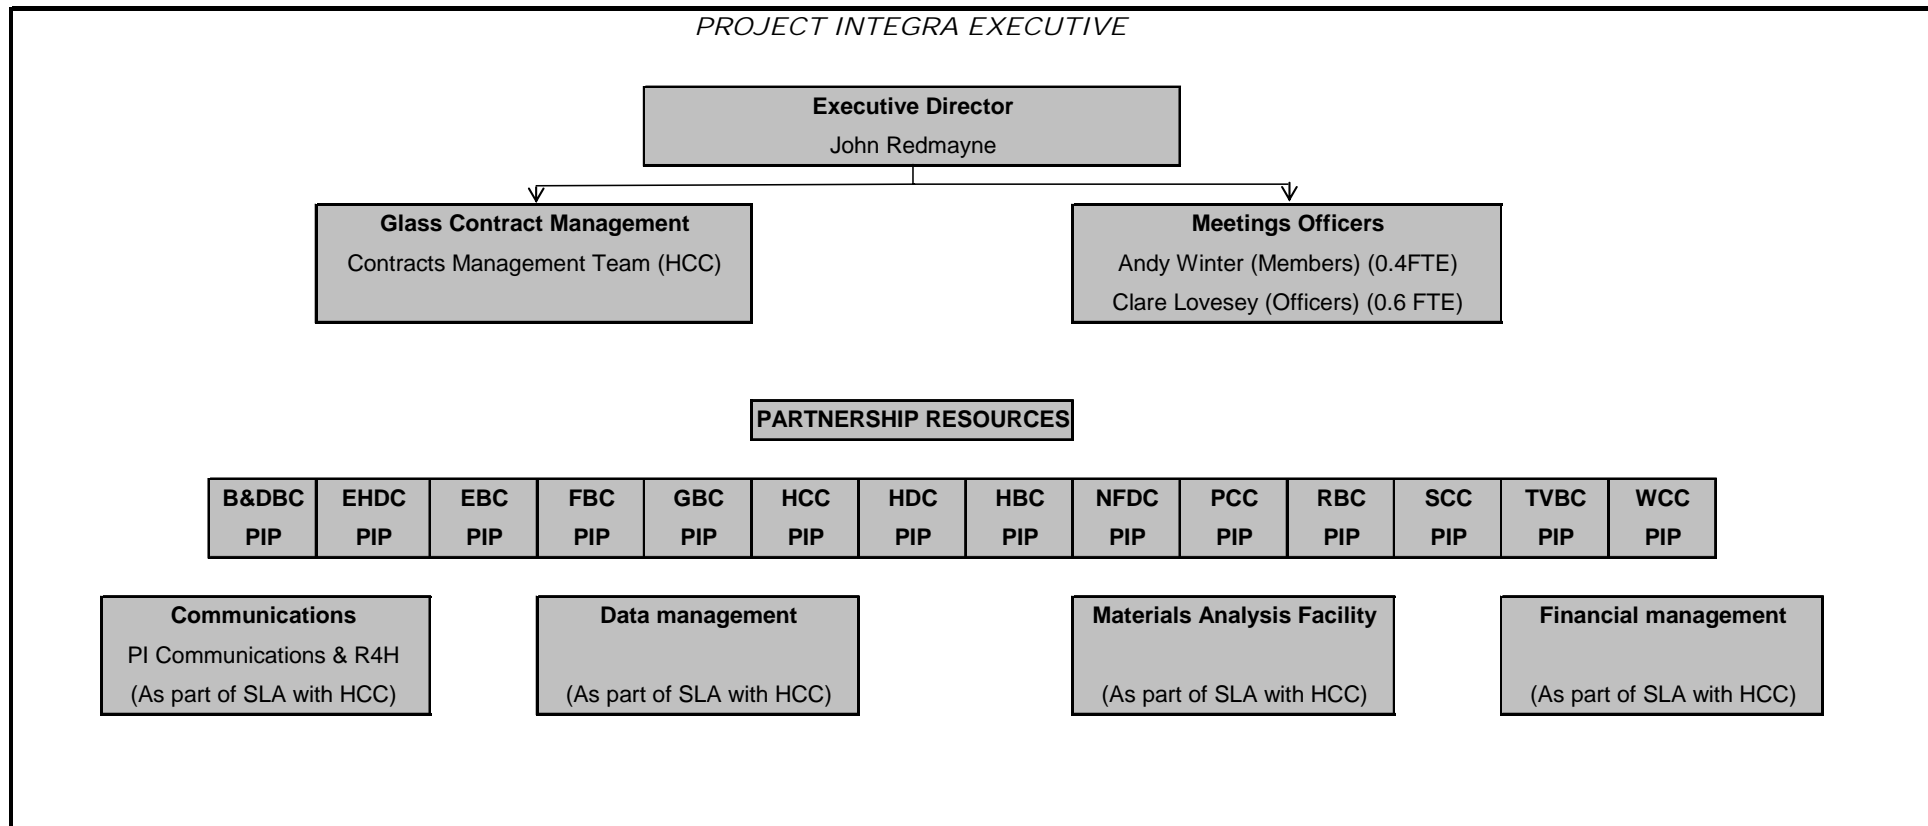 PROJECT INTEGRA EXECUTIVE
Executive Director
John Redmayne
Glass Contract Management
Contracts Management Team (HCC)
Meetings Officers
Andy Winter (Members) (0.4FTE)
Clare Lovesey (Officers) (0.6 FTE)
PARTNERSHIP RESOURCES
B&DBC EHDC EBC FBC GBC HCC HDC HBC NFDC PCC RBC SCC TVBC WCC
PIP PIP PIP PIP PIP PIP PIP PIP PIP PIP PIP PIP PIP PIP
Communications
PI Communications & R4H
(As part of SLA with HCC)
Data management
(As part of SLA with HCC)
Materials Analysis Facility
(As part of SLA with HCC)
Financial management
(As part of SLA with HCC)